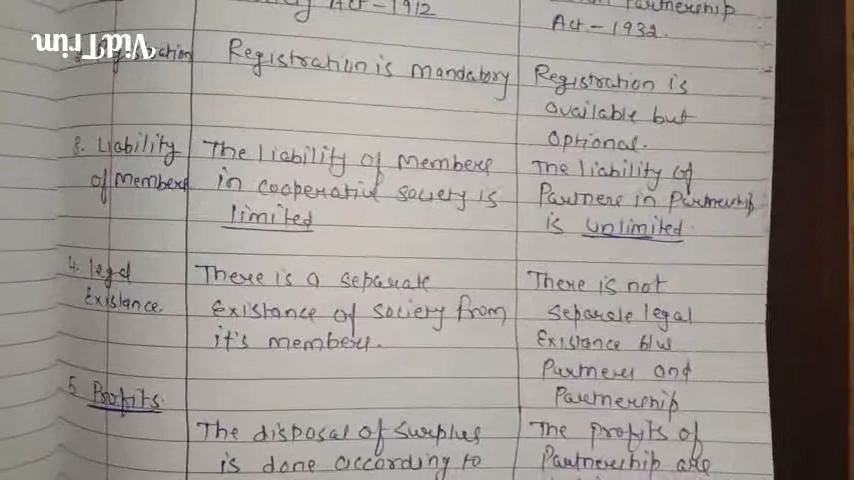 Act - 1912
Partnership
Act - 1932.
VidTrim
Registration is mandatory
Registration is
available but
optional.
3. Liability
of members
The liability of members
in cooperative society is
limited
The liability of
Partners in Partnership
is unlimited.
4. legal
Existance.
There is a separate
Existance of society from
it's members.
There is not
separate legal
Existance b/w
Partners and
Partnership
5. Profits.
The disposal of surplus
is done according to
The profits of
Partnership are